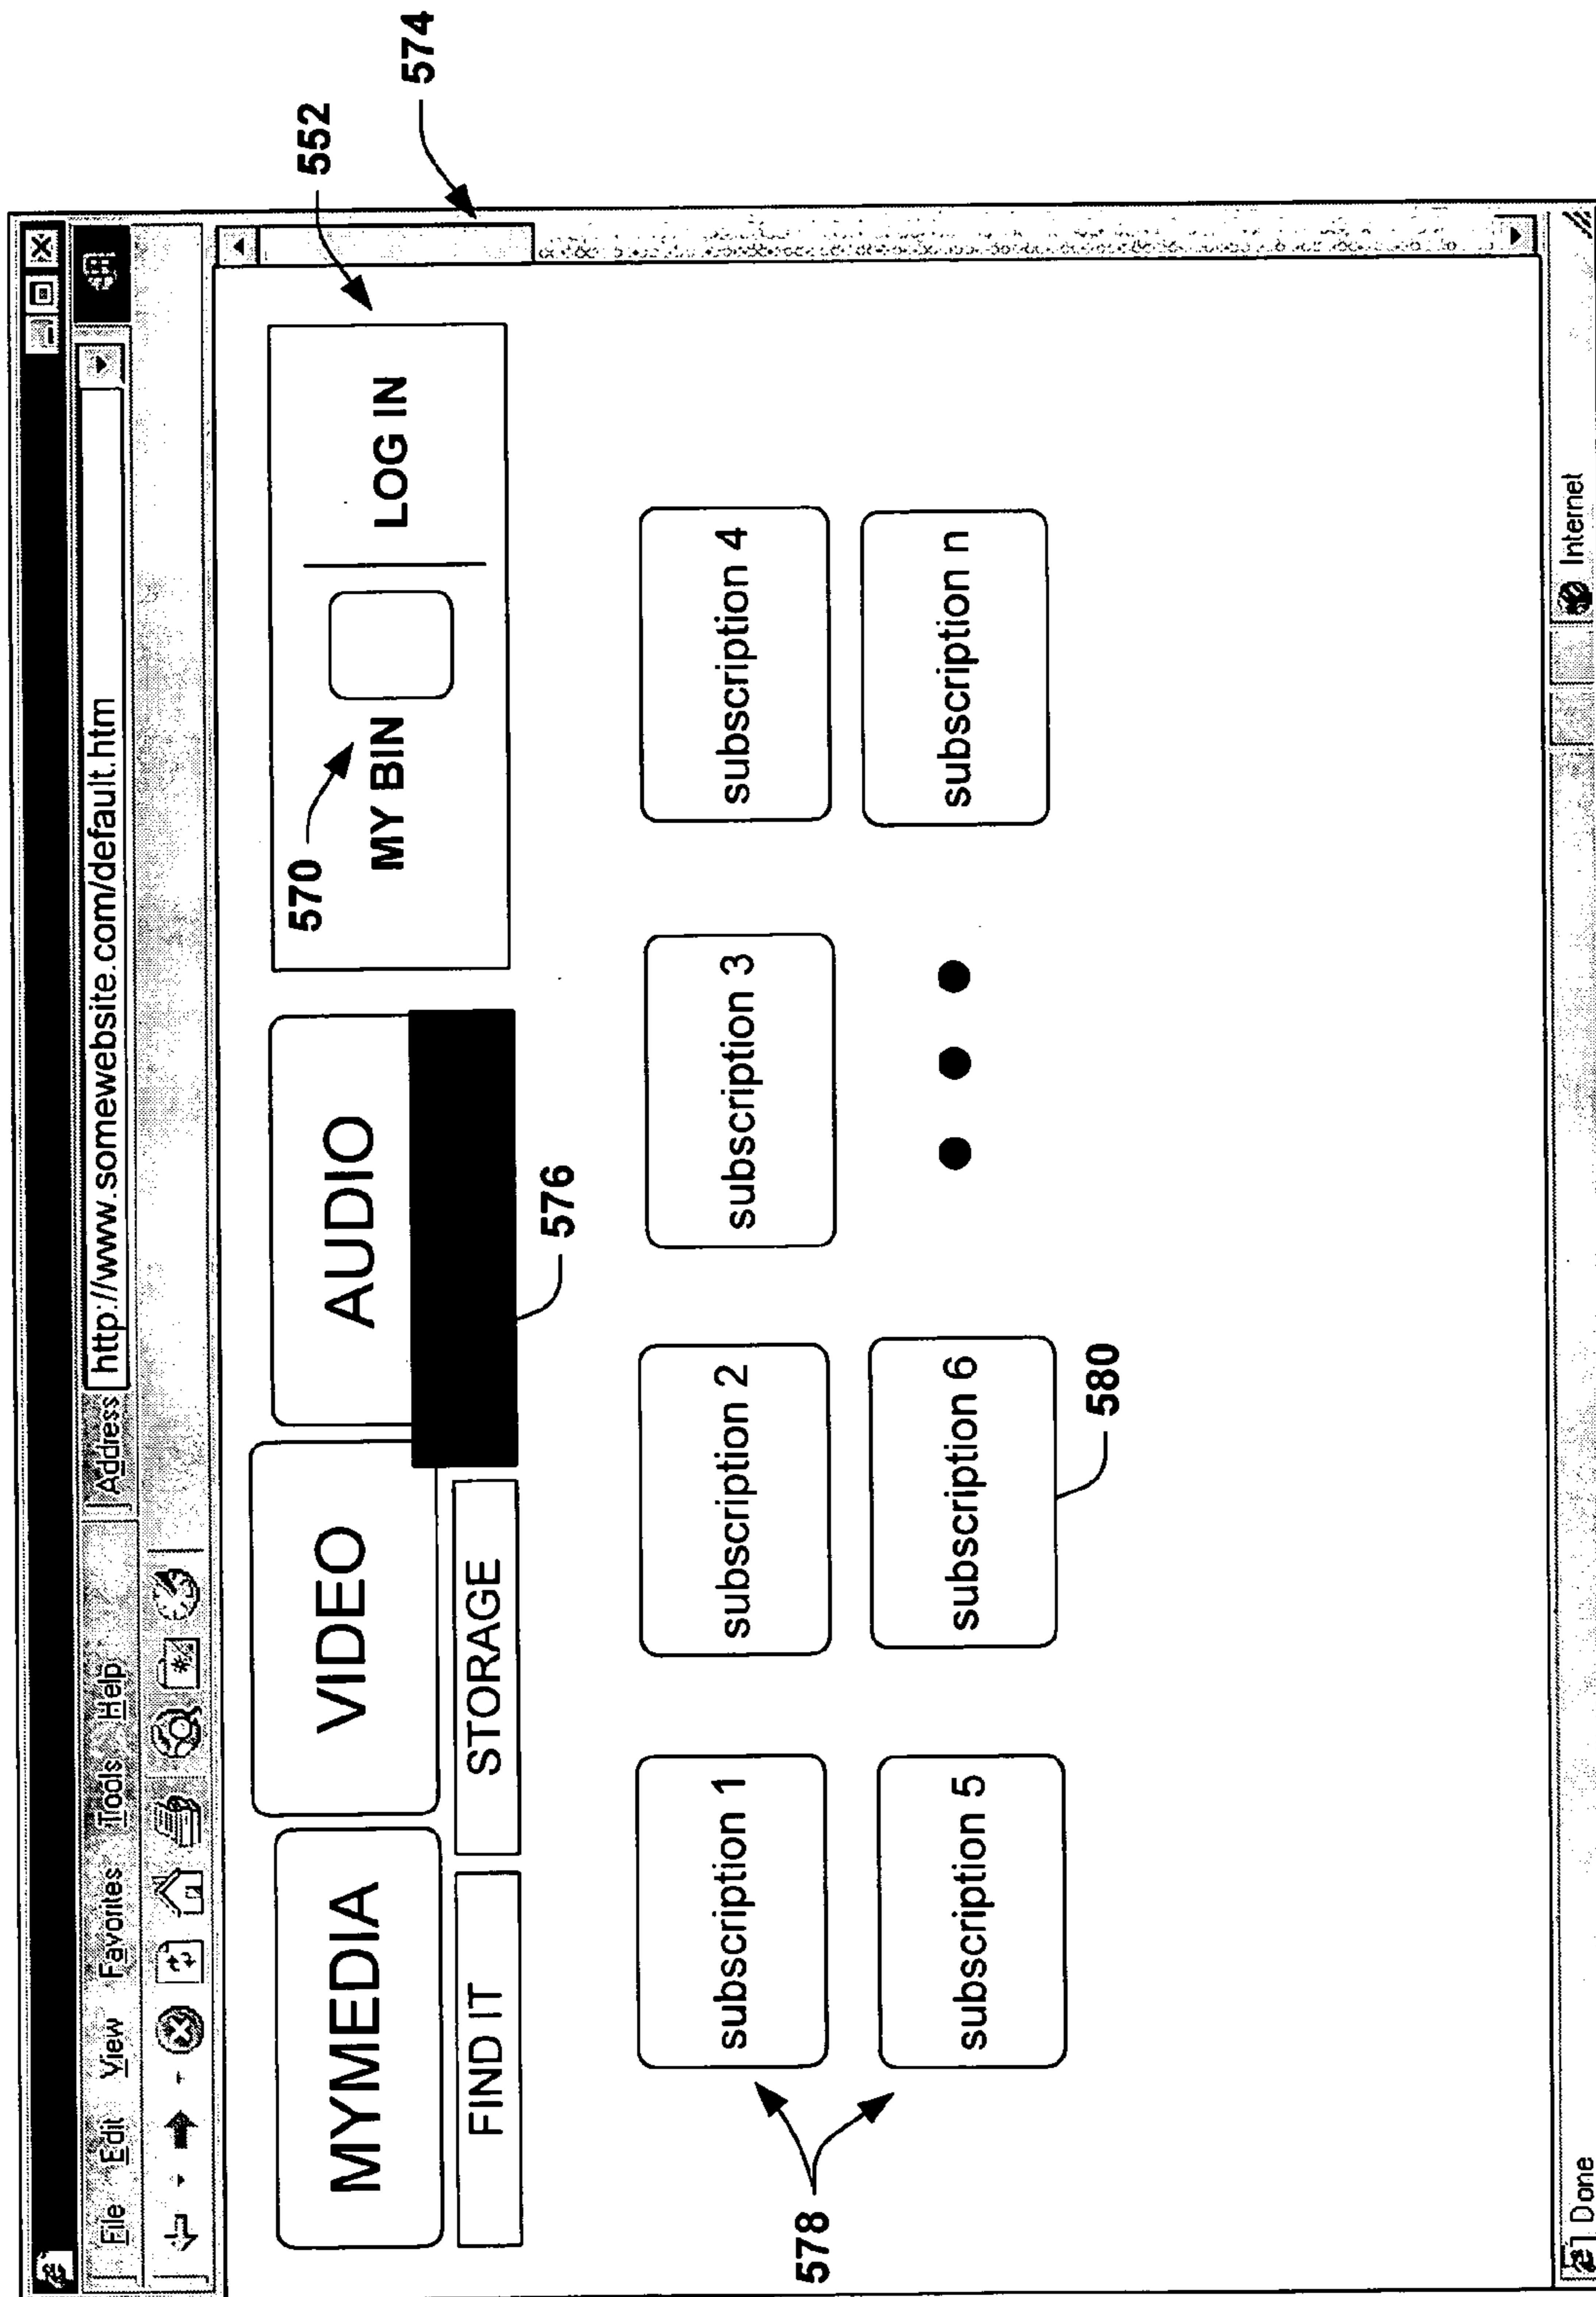 File Edit View Favorites Tools Help
Address http://www.somewebsite.com/default.htm
MYMEDIA
VIDEO
AUDIO
570
MY BIN
LOG IN
552
574
FIND IT
STORAGE
576
578
subscription 1
subscription 2
subscription 3
subscription 4
subscription 5
subscription 6
subscription n
580
Done
Internet